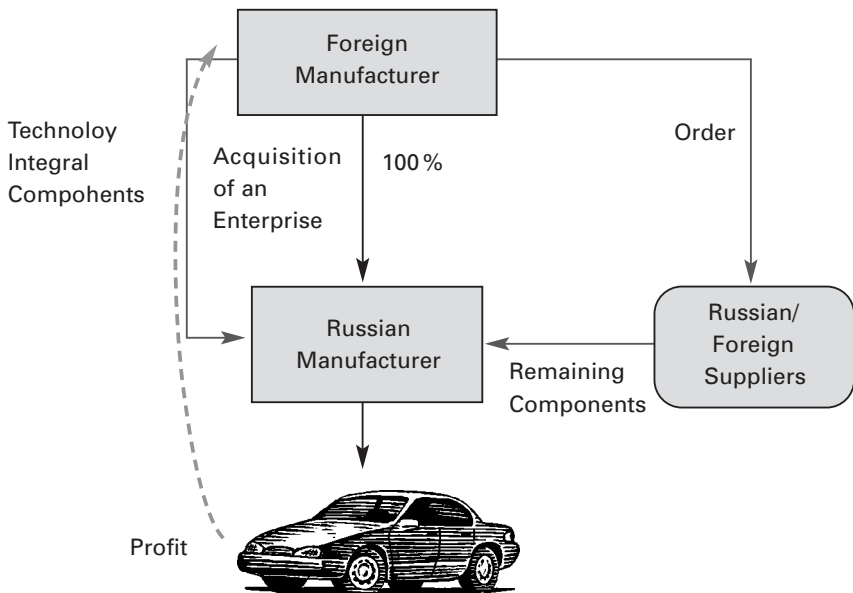 Foreign
Manufacturer
Technoloy
Integral
Compohents
Acquisition
of an
Enterprise
100 %
Order
Russian
Manufacturer
Russian/
Foreign
Suppliers
Remaining
Components
Profit